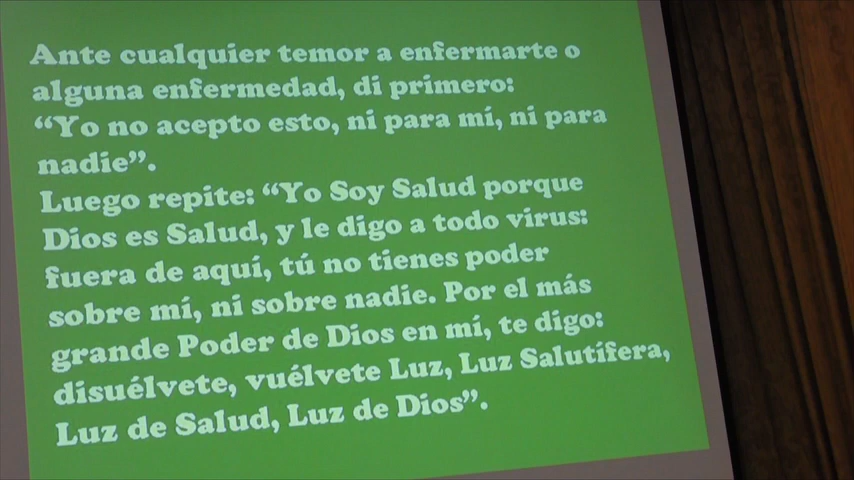 Ante cualquier temor a enfermarte o
alguna enfermedad, di primero:
“Yo no acepto esto, ni para mí, ni para
nadie”.
Luego repite: “Yo Soy Salud porque
Dios es Salud, y le digo a todo virus:
fuera de aquí, tú no tienes poder
sobre mí, ni sobre nadie. Por el más
grande Poder de Dios en mí, te digo:
disuélvete, vuélvete Luz, Luz Salutífera,
Luz de Salud, Luz de Dios”.